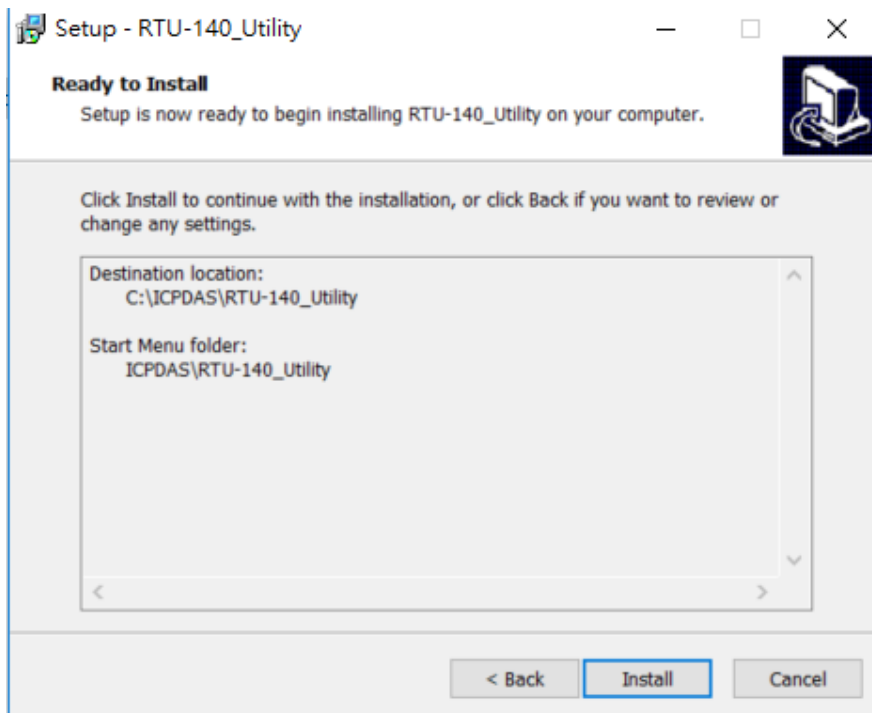 Setup - RTU-140_Utility
Ready to Install
Setup is now ready to begin installing RTU-140_Utility on your computer.
Click Install to continue with the installation, or click Back if you want to review or
change any settings.
Destination location:
C:\ICPDAS\RTU-140_Utility
Start Menu folder:
ICPDAS\RTU-140_Utility
< Back
Install
Cancel